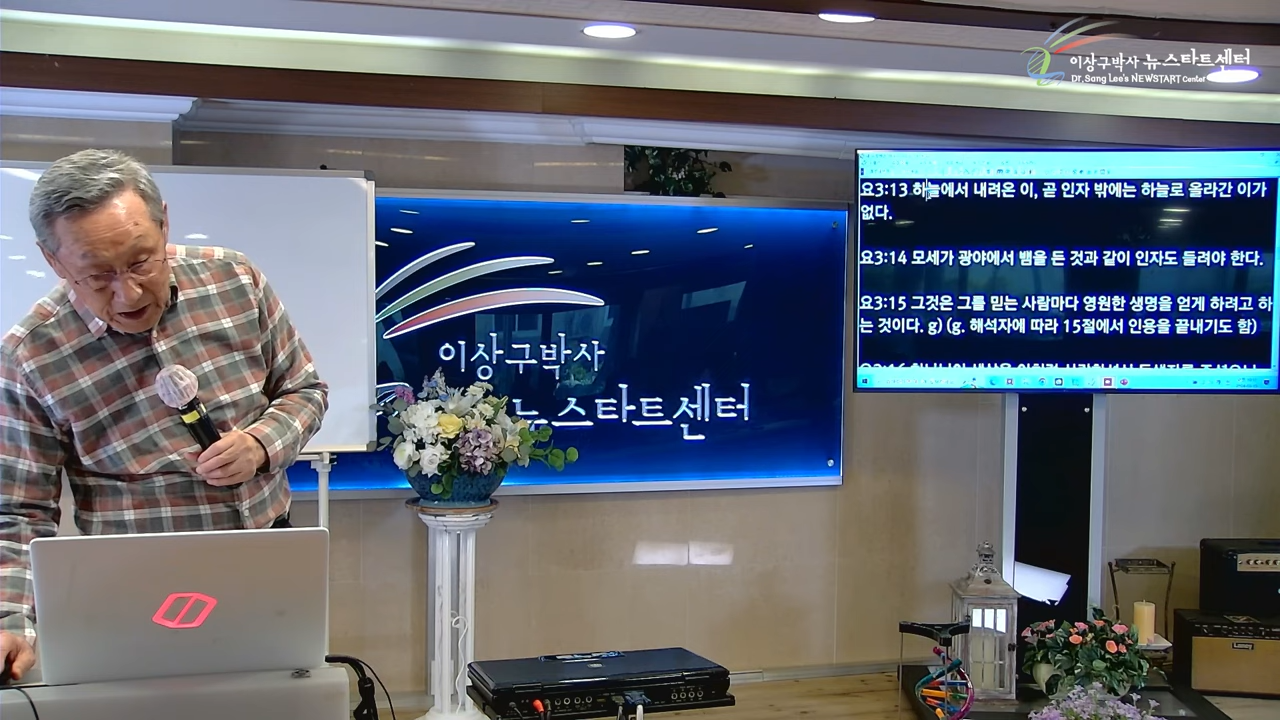 이상구박사 뉴스타트센터
Dr. Sang Lee's NEWSTART Center
요3:13 하늘에서 내려온 이, 곧 인자 밖에는 하늘로 올라간 이가
없다.
요3:14 모세가 광야에서 뱀을 든 것과 같이 인자도 들려야 한다.
요3:15 그것은 그를 믿는 사람마다 영원한 생명을 얻게 하려고 하
는 것이다. g) (g. 해석자에 따라 15절에서 인용을 끝내기도 함)
이상구박사
뉴스타트센터
Laney